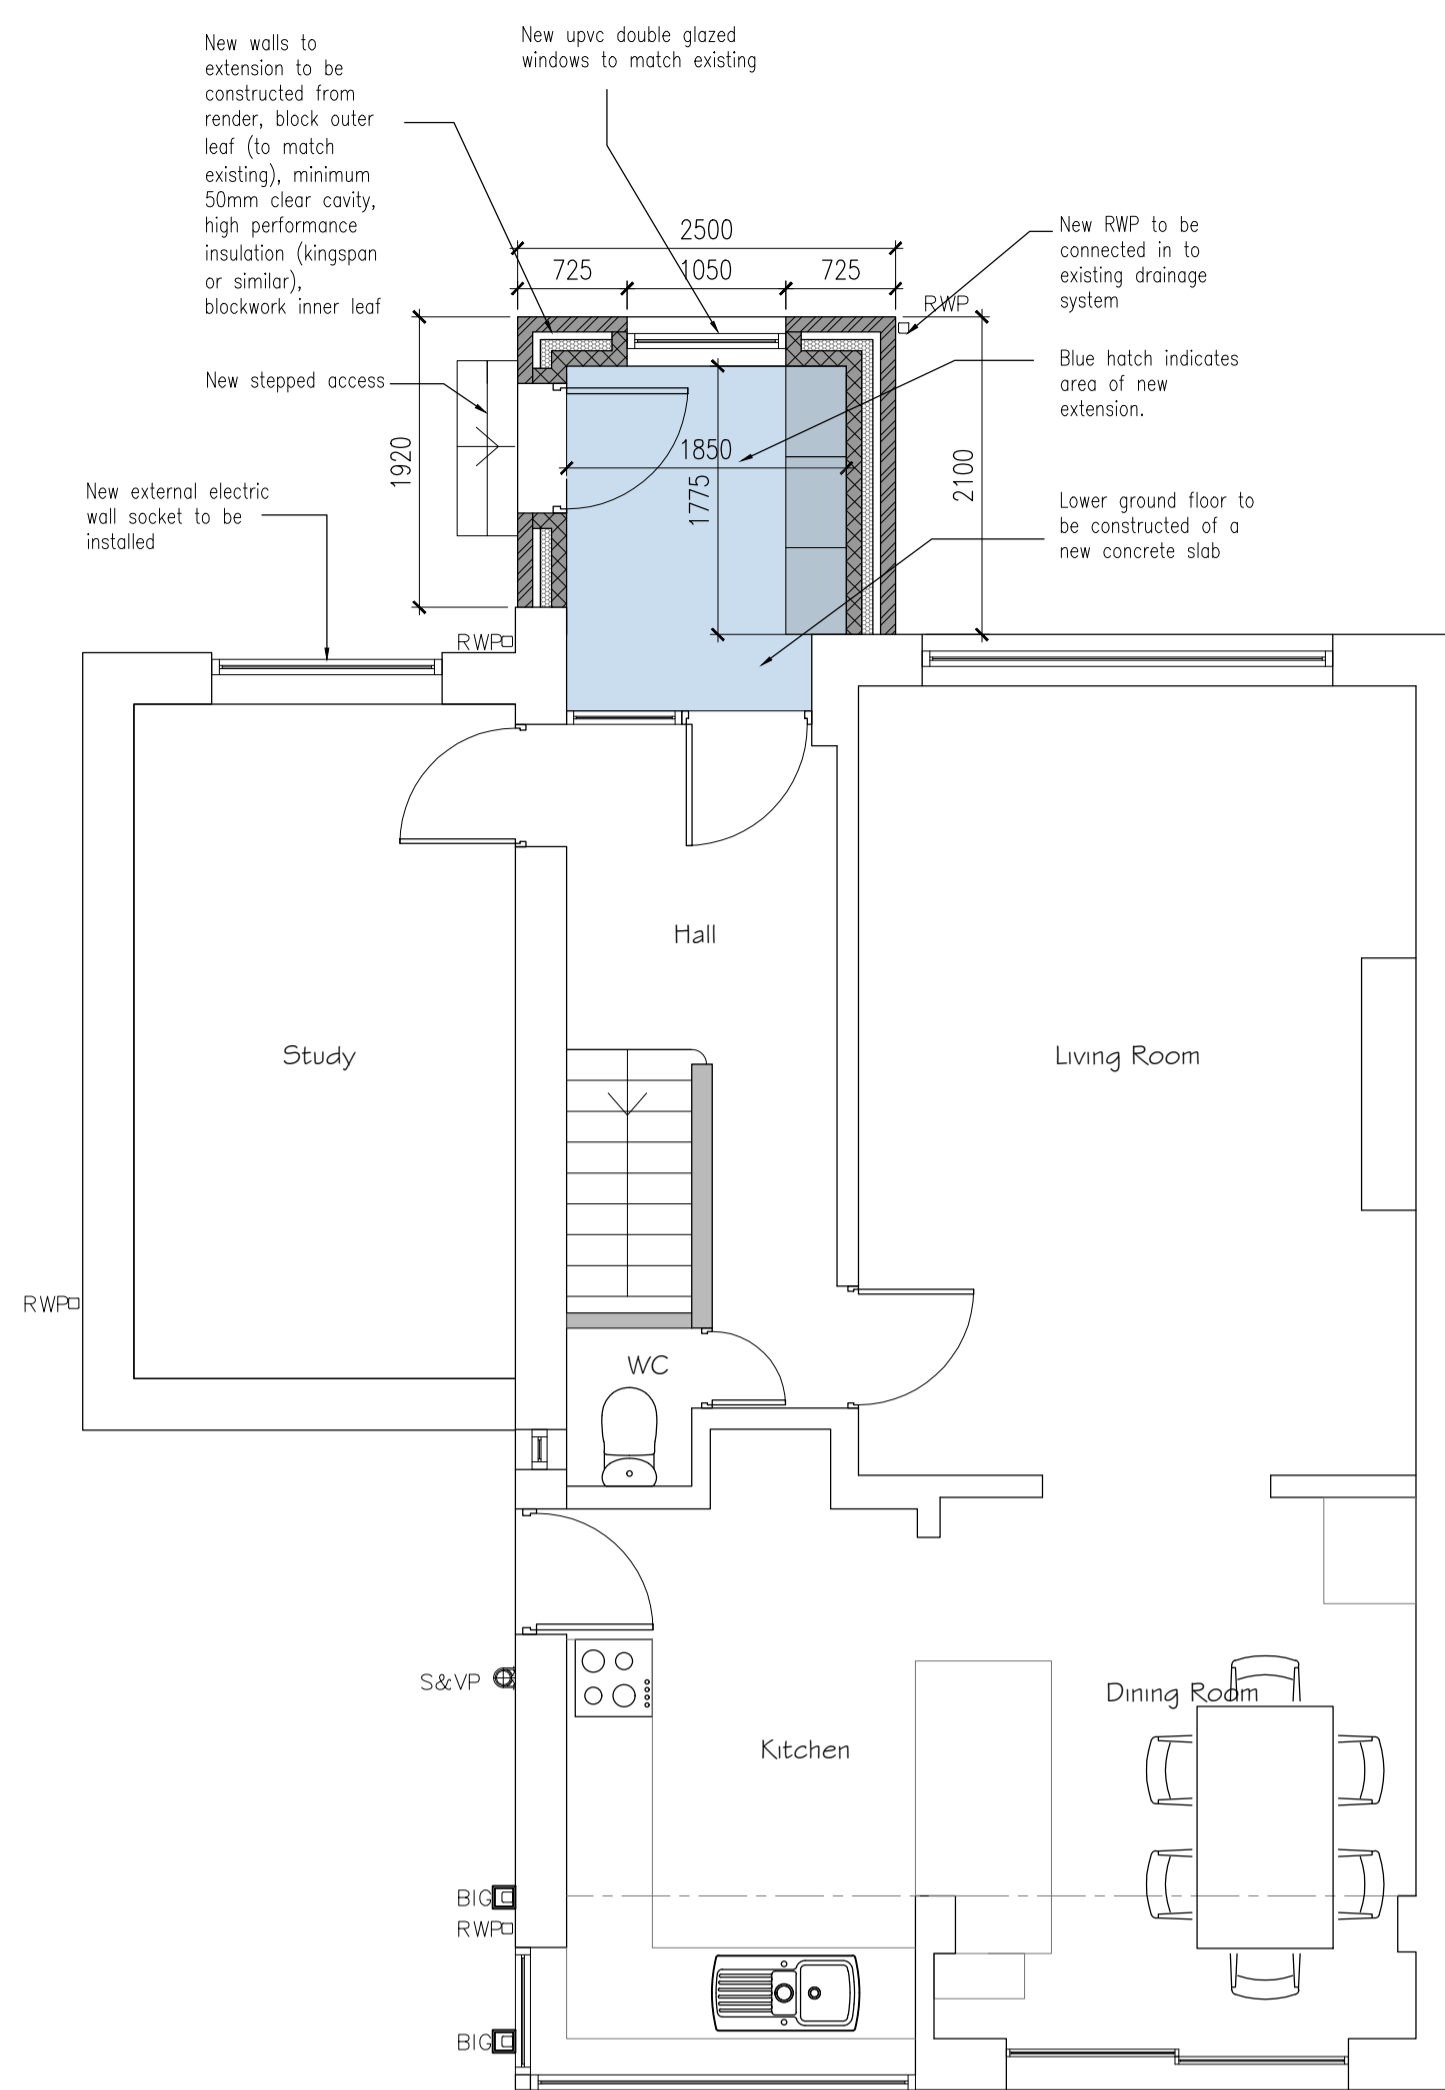 New walls to
extension to be
constructed from
render, block outer
leaf (to match
existing), minimum
50mm clear cavity,
high performance
insulation (kingspan
or similar),
blockwork inner leaf
New upvc double glazed
windows to match existing
2500
725
1050
725
New RWP to be
connected in to
existing drainage
system
RWP
Blue hatch indicates
area of new
extension.
New stepped access
1920
1850
1775
2100
New external electric
wall socket to be
installed
Lower ground floor to
be constructed of a
new concrete slab
RWP
Hall
Study
Living Room
RWP
WC
S&VP
Dining Room
Kitchen
BIG
RWP
BIG